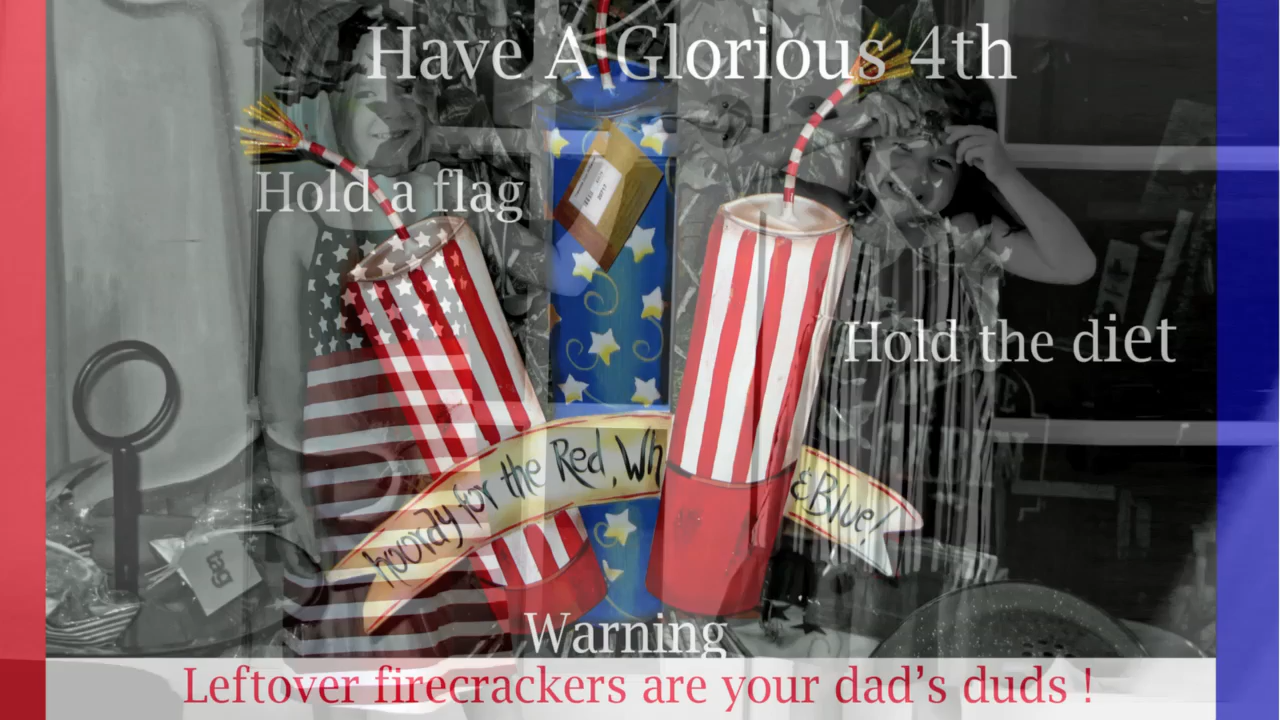 Have A Glorious 4th
Hold a flag
Hold the diet
hooray for the Red, Wh
&Blue!
tag
Warning
Leftover firecrackers are your dad's duds !